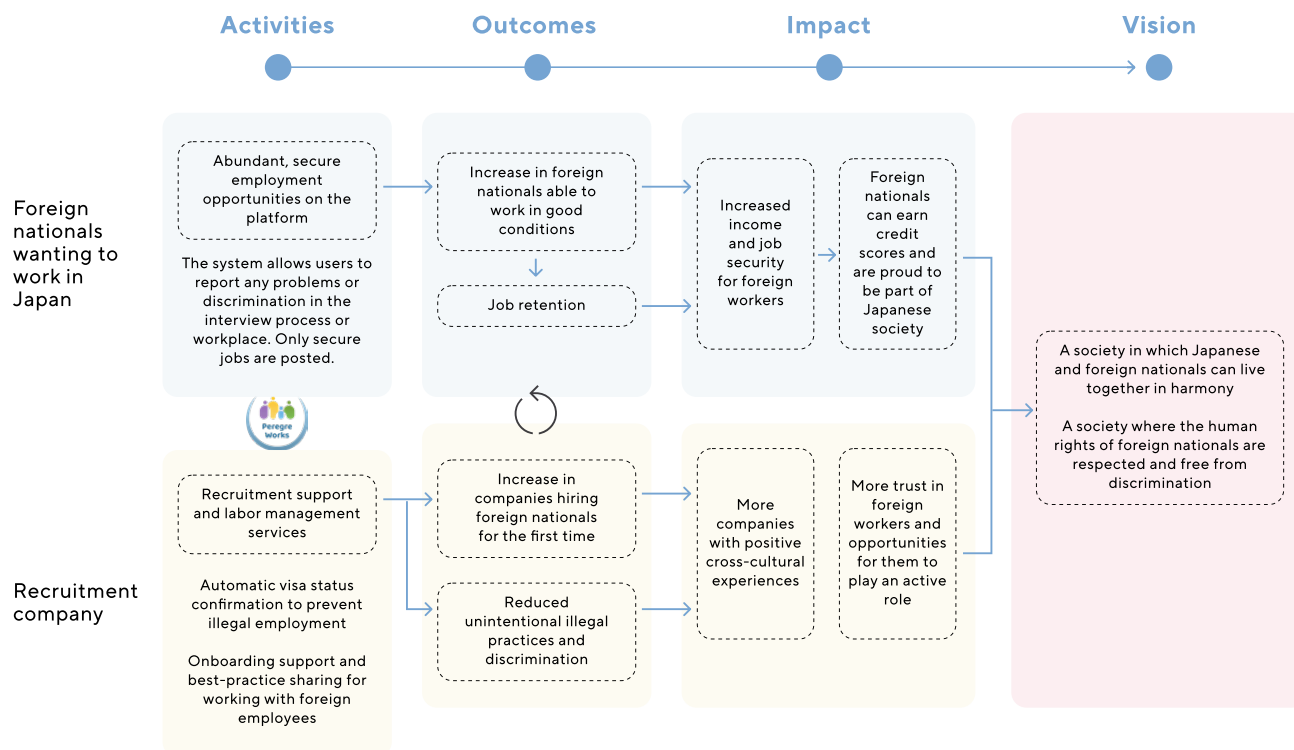 Activities
Outcomes
Impact
Vision
Foreign
nationals
wanting to
work in
Japan
Abundant, secure
employment
opportunities on the
platform
The system allows users to
report any problems or
discrimination in the
interview process or
workplace. Only secure
jobs are posted.
Increase in foreign
nationals able to
work in good
conditions
Job retention
Increased
income
and job
security
for foreign
workers
Foreign
nationals
can earn
credit
scores and
are proud to
be part of
Japanese
society
Peregre
Works
Recruitment
company
Recruitment support
and labor management
services
Automatic visa status
confirmation to prevent
illegal employment
Onboarding support and
best-practice sharing for
working with foreign
employees
Increase in
companies hiring
foreign nationals
for the first time
Reduced
unintentional illegal
practices and
discrimination
More
companies
with positive
cross-cultural
experiences
More trust in
foreign
workers and
opportunities
for them to
play an active
role
A society in which Japanese
and foreign nationals can live
together in harmony
A society where the human
rights of foreign nationals are
respected and free from
discrimination